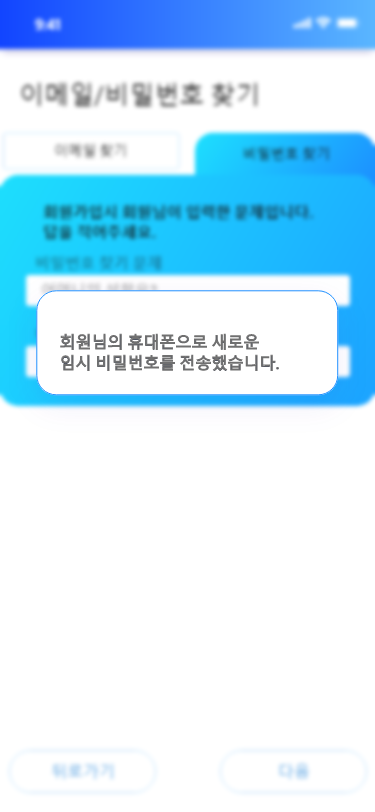 9:41
이메일/비밀번호 찾기
이메일 찾기
비밀번호 찾기
회원가입시 회원님이 입력한 문제입니다.
답을 적어주세요.
비밀번호 찾기 문제
회원님의 휴대폰으로 새로운
임시 비밀번호를 전송했습니다.
뒤로가기
다음